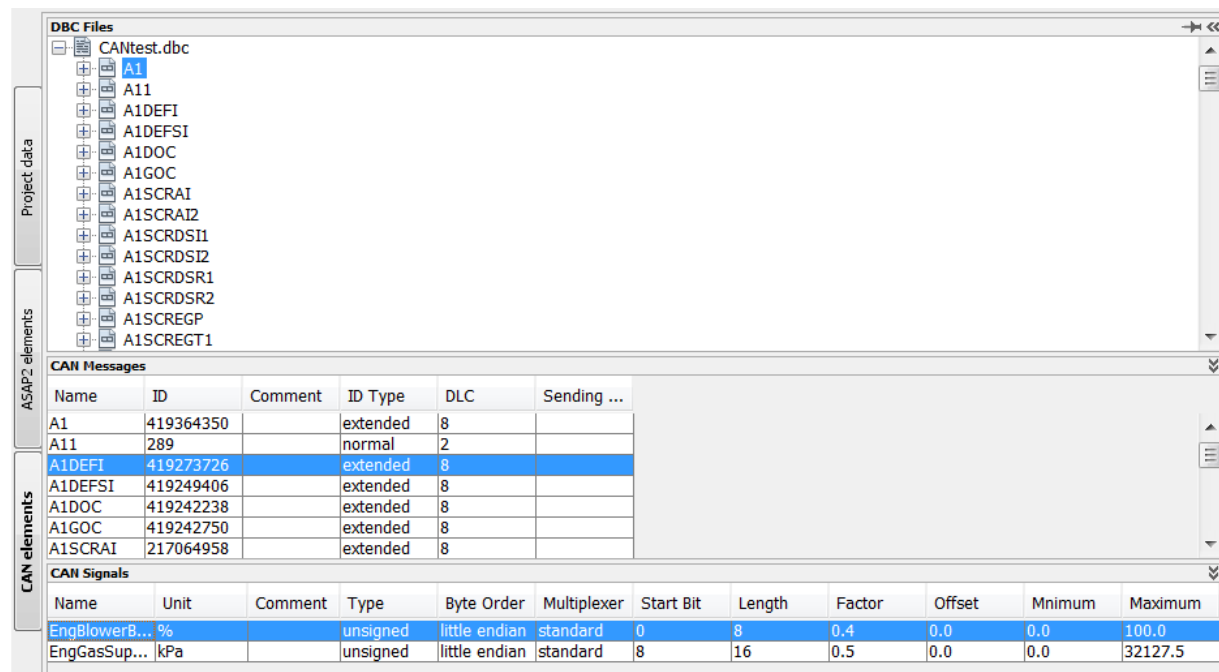 DBC Files
CANtest.dbc
A1
A11
A1DEFI
A1DEFSI
A1DOC
A1GOC
A1SCRAI
A1SCRAI2
A1SCRDSI1
A1SCRDSI2
A1SCRDSR1
A1SCRDSR2
A1SCREGP
A1SCREGT1
Project data
ASAP2 elements
CAN elements
CAN Messages
Name ID Comment ID Type DLC Sending ...
A1 419364350 extended 8
A11 289 normal 2
A1DEFI 419273726 extended 8
A1DEFSI 419249406 extended 8
A1DOC 419242238 extended 8
A1GOC 419242750 extended 8
A1SCRAI 217064958 extended 8
CAN Signals
Name Unit Comment Type Byte Order Multiplexer Start Bit Length Factor Offset Mnimum Maximum
EngBlowerB... % unsigned little endian standard 0 8 0.4 0.0 0.0 100.0
EngGasSup... kPa unsigned little endian standard 8 16 0.5 0.0 0.0 32127.5